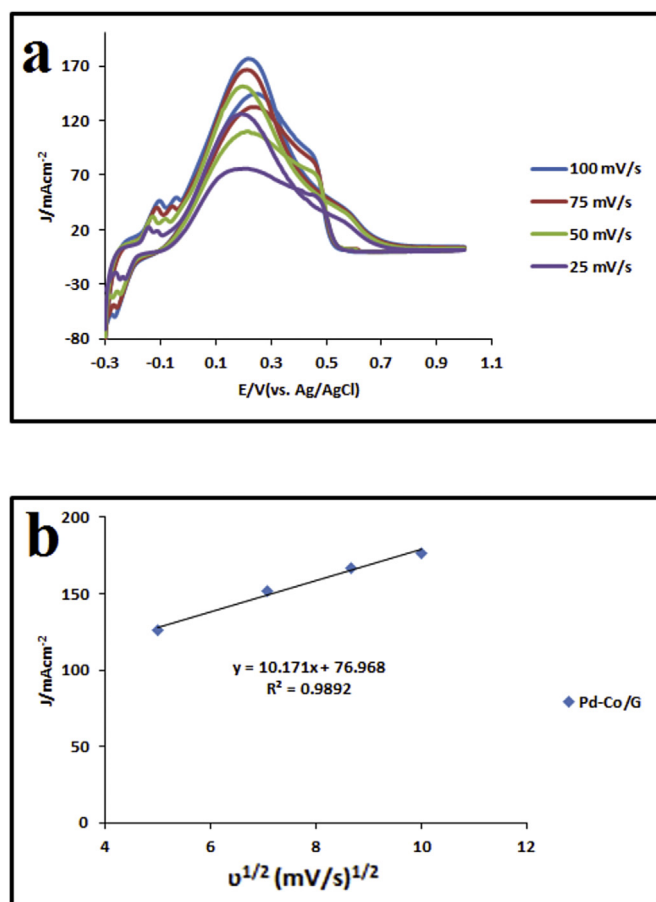 a
J/mAcm⁻²
170
120
70
20
-30
-80
-0.3 -0.1 0.1 0.3 0.5 0.7 0.9 1.1
E/V(vs. Ag/AgCl)
100 mV/s
75 mV/s
50 mV/s
25 mV/s
b
J/mAcm⁻²
200
150
100
50
0
4 6 8 10 12
y = 10.171x + 76.968
R² = 0.9892
Pd-Co/G
υ^1/2 (mV/s)^1/2